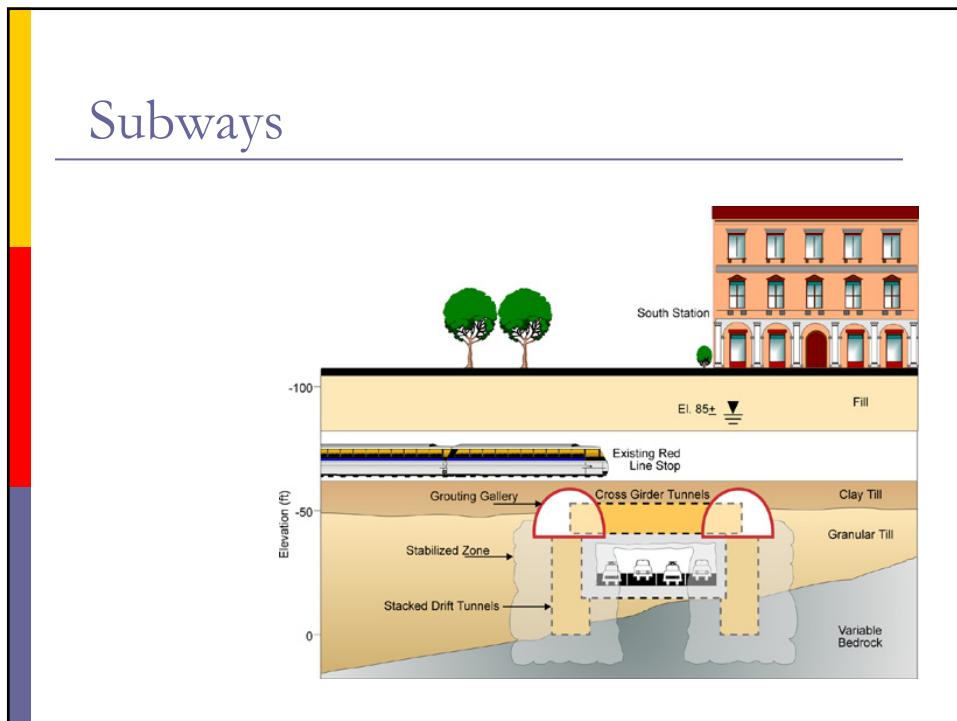 Subways
South Station
-100
El. 85±
Fill
Existing Red
Line Stop
Grouting Gallery
Cross Girder Tunnels
Clay Till
-50
Elevation (ft)
Granular Till
Stabilized Zone
Stacked Drift Tunnels
0
Variable
Bedrock